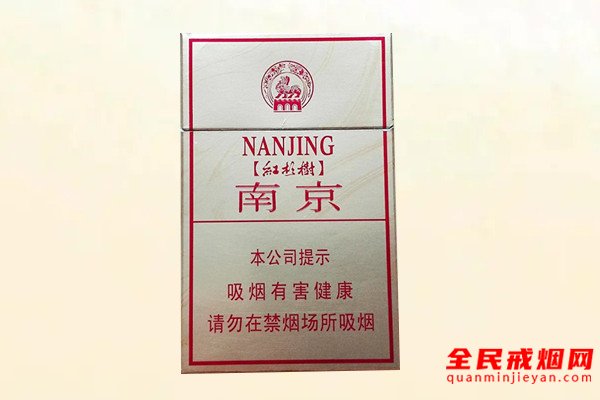 NANJING
【紅杉樹】
南京
本公司提示
吸烟有害健康
请勿在禁烟场所吸烟
全民戒烟网
quanminjieyan.com